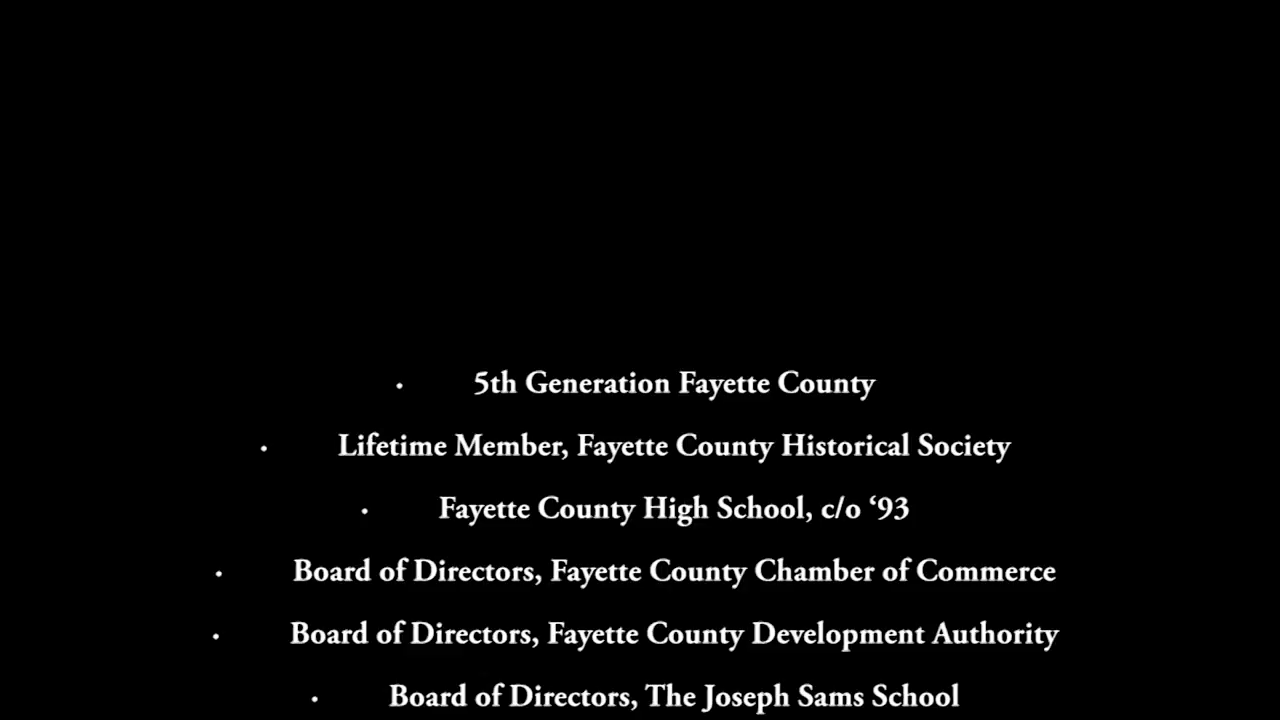 • 5th Generation Fayette County
• Lifetime Member, Fayette County Historical Society
• Fayette County High School, c/o ‘93
• Board of Directors, Fayette County Chamber of Commerce
• Board of Directors, Fayette County Development Authority
• Board of Directors, The Joseph Sams School